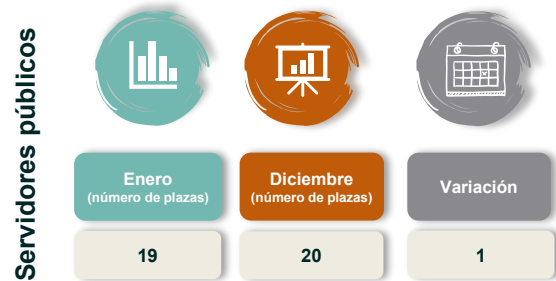 Servidores públicos
Enero
(número de plazas)
Diciembre
(número de plazas)
Variación
19
20
1